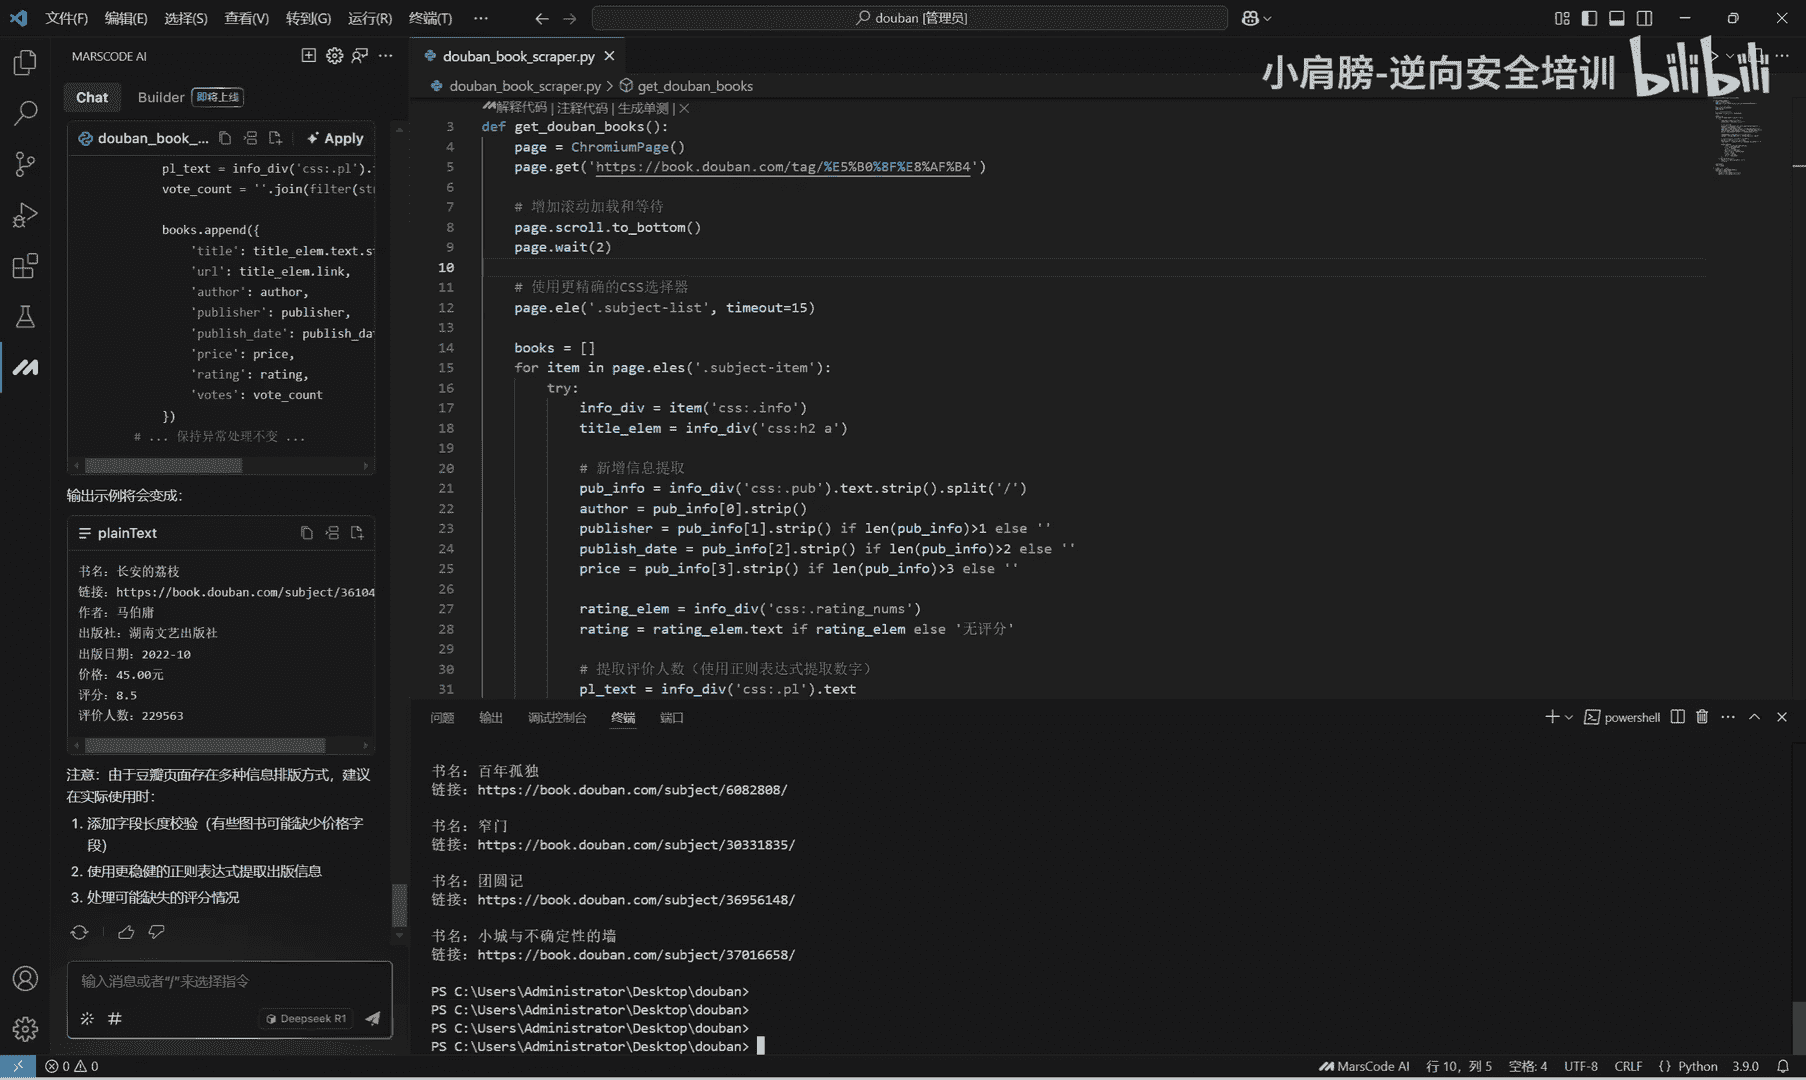 文件(F) 编辑(E) 选择(S) 查看(V) 转到(G) 运行(R) 终端(T) ··· douban [管理员]
MARSCODE AI
Chat Builder 即将上线
douban_book_... Apply
pl_text = info_div('css:.pl').
vote_count = ''.join(filter(st
books.append({
'title': title_elem.text.s
'url': title_elem.link,
'author': author,
'publisher': publisher,
'publish_date': publish_da
'price': price,
'rating': rating,
'votes': vote_count
})
# ... 保持异常处理不变 ...
输出示例将会变成:
plainText
书名: 长安的荔枝
链接: https://book.douban.com/subject/36104
作者: 马伯庸
出版社: 湖南文艺出版社
出版日期: 2022-10
价格: 45.00元
评分: 8.5
评价人数: 229563
注意: 由于豆瓣页面存在多种信息排版方式, 建议
在实际使用时:
1. 添加字段长度校验 (有些图书可能缺少价格字
段)
2. 使用更稳健的正则表达式提取出版信息
3. 处理可能缺失的评分情况
输入消息或者"/"来选择指令
Deepseek R1
douban_book_scraper.py
小肩膀-逆向安全培训 bilibili
douban_book_scraper.py > get_douban_books
解释代码 | 注释代码 | 生成单测 |
3 def get_douban_books():
4 page = ChromiumPage()
5 page.get('https://book.douban.com/tag/%E5%B0%8F%E8%AF%B4')
6
7 # 增加滚动加载和等待
8 page.scroll.to_bottom()
9 page.wait(2)
10
11 # 使用更精确的CSS选择器
12 page.ele('.subject-list', timeout=15)
13
14 books = []
15 for item in page.eles('.subject-item'):
16 try:
17 info_div = item('css:.info')
18 title_elem = info_div('css:h2 a')
19
20 # 新增信息提取
21 pub_info = info_div('css:.pub').text.strip().split('/')
22 author = pub_info[0].strip()
23 publisher = pub_info[1].strip() if len(pub_info)>1 else ''
24 publish_date = pub_info[2].strip() if len(pub_info)>2 else ''
25 price = pub_info[3].strip() if len(pub_info)>3 else ''
26
27 rating_elem = info_div('css:.rating_nums')
28 rating = rating_elem.text if rating_elem else '无评分'
29
30 # 提取评价人数（使用正则表达式提取数字）
31 pl_text = info_div('css:.pl').text
问题 输出 调试控制台 终端 端口 powershell
书名: 百年孤独
链接: https://book.douban.com/subject/6082808/
书名: 窄门
链接: https://book.douban.com/subject/30331835/
书名: 团圆记
链接: https://book.douban.com/subject/36956148/
书名: 小城与不确定性的墙
链接: https://book.douban.com/subject/37016658/
PS C:\Users\Administrator\Desktop\douban>
PS C:\Users\Administrator\Desktop\douban>
PS C:\Users\Administrator\Desktop\douban>
PS C:\Users\Administrator\Desktop\douban>
0 0 MarsCode AI 行 10, 列 5 空格: 4 UTF-8 CRLF {} Python 3.9.0